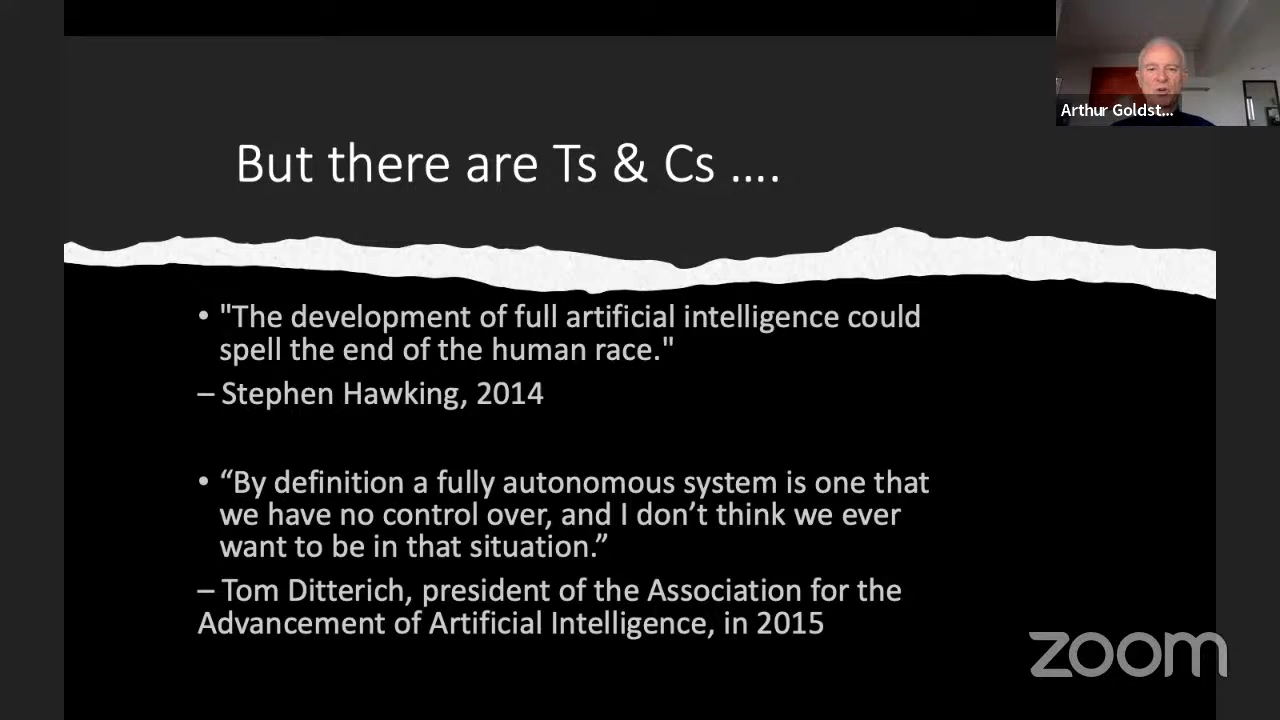 Arthur Goldst...
But there are Ts & Cs ....
• "The development of full artificial intelligence could
spell the end of the human race."
– Stephen Hawking, 2014
• “By definition a fully autonomous system is one that
we have no control over, and I don’t think we ever
want to be in that situation.”
– Tom Ditterich, president of the Association for the
Advancement of Artificial Intelligence, in 2015
zoom